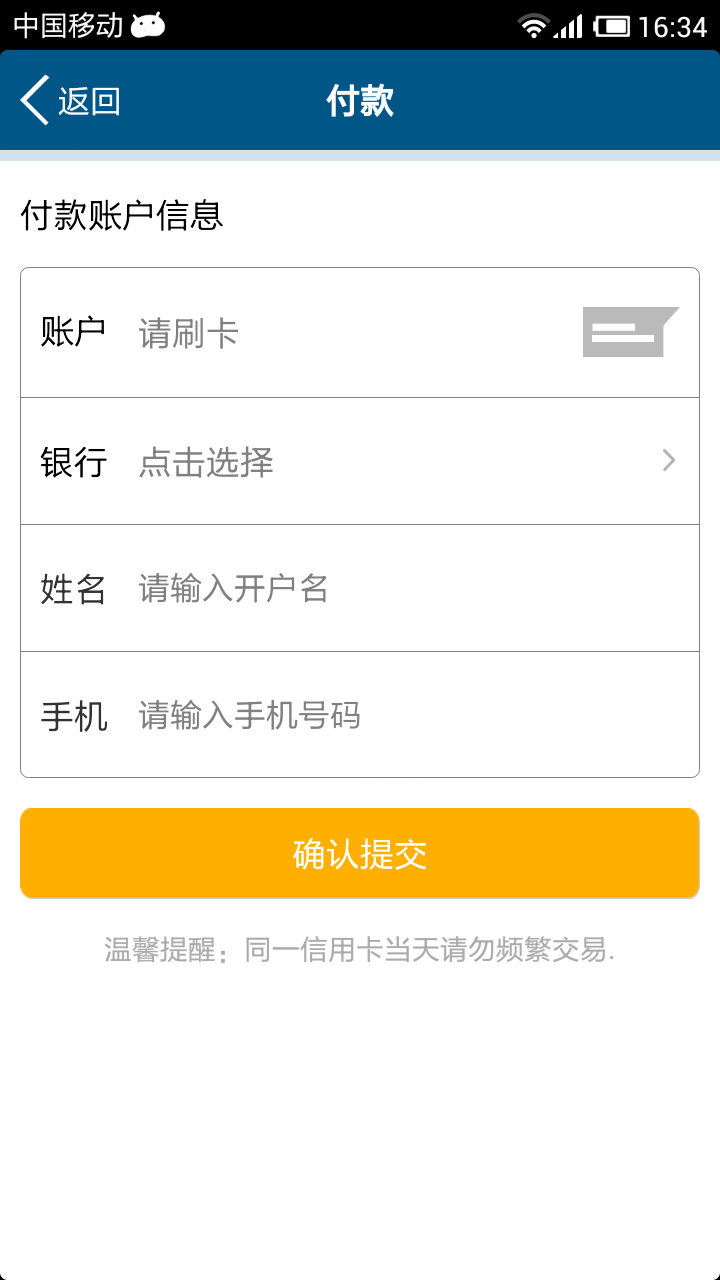 中国移动 16:34
返回 付款
付款账户信息
账户 请刷卡
银行 点击选择
姓名 请输入开户名
手机 请输入手机号码
确认提交
温馨提醒：同一信用卡当天请勿频繁交易.